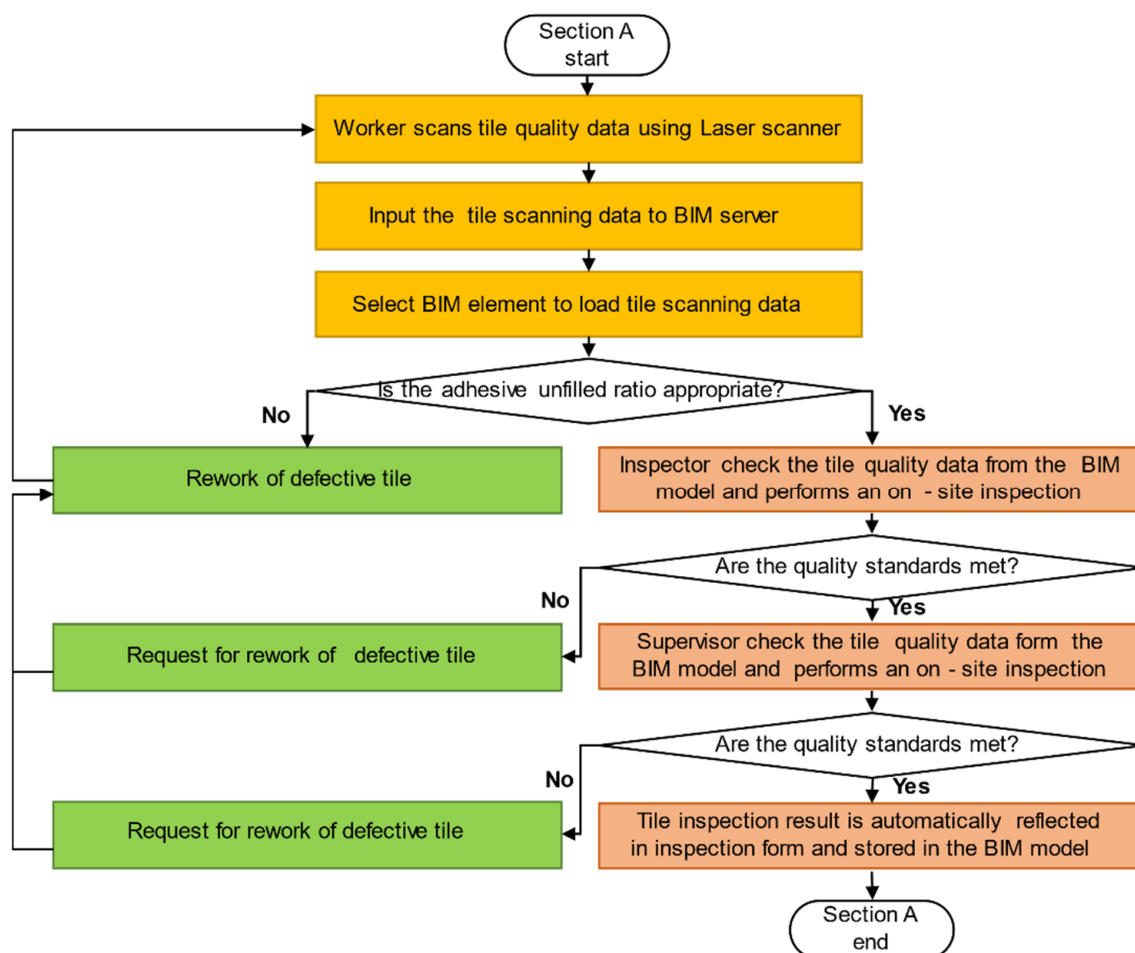 Section A
start
Worker scans tile quality data using Laser scanner
Input the tile scanning data to BIM server
Select BIM element to load tile scanning data
Is the adhesive unfilled ratio appropriate?
No
Yes
Rework of defective tile
Inspector check the tile quality data from the BIM
model and performs an on - site inspection
Are the quality standards met?
No
Yes
Request for rework of defective tile
Supervisor check the tile quality data form the
BIM model and performs an on - site inspection
Are the quality standards met?
No
Yes
Request for rework of defective tile
Tile inspection result is automatically reflected
in inspection form and stored in the BIM model
Section A
end